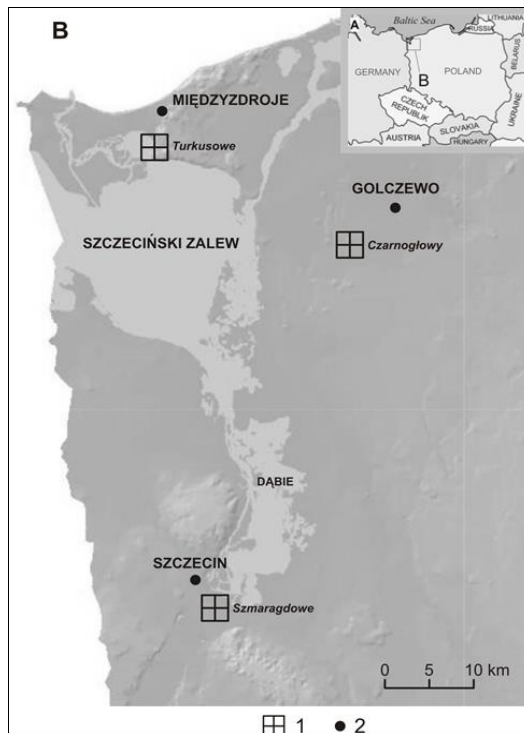 B
MIĘDZYZDROJE
Turkusowe
GOLCZEWO
SZCZECIŃSKI ZALEW
Czarnogłowy
DĄBIE
SZCZECIN
Szmaragdowe
0 5 10 km
1 2
A
Baltic Sea
LITHUANIA
RUSSIA
BELARUS
GERMANY
POLAND
B
CZECH
REPUBLIK
UKRAINE
SLOVAKIA
AUSTRIA
HUNGARY